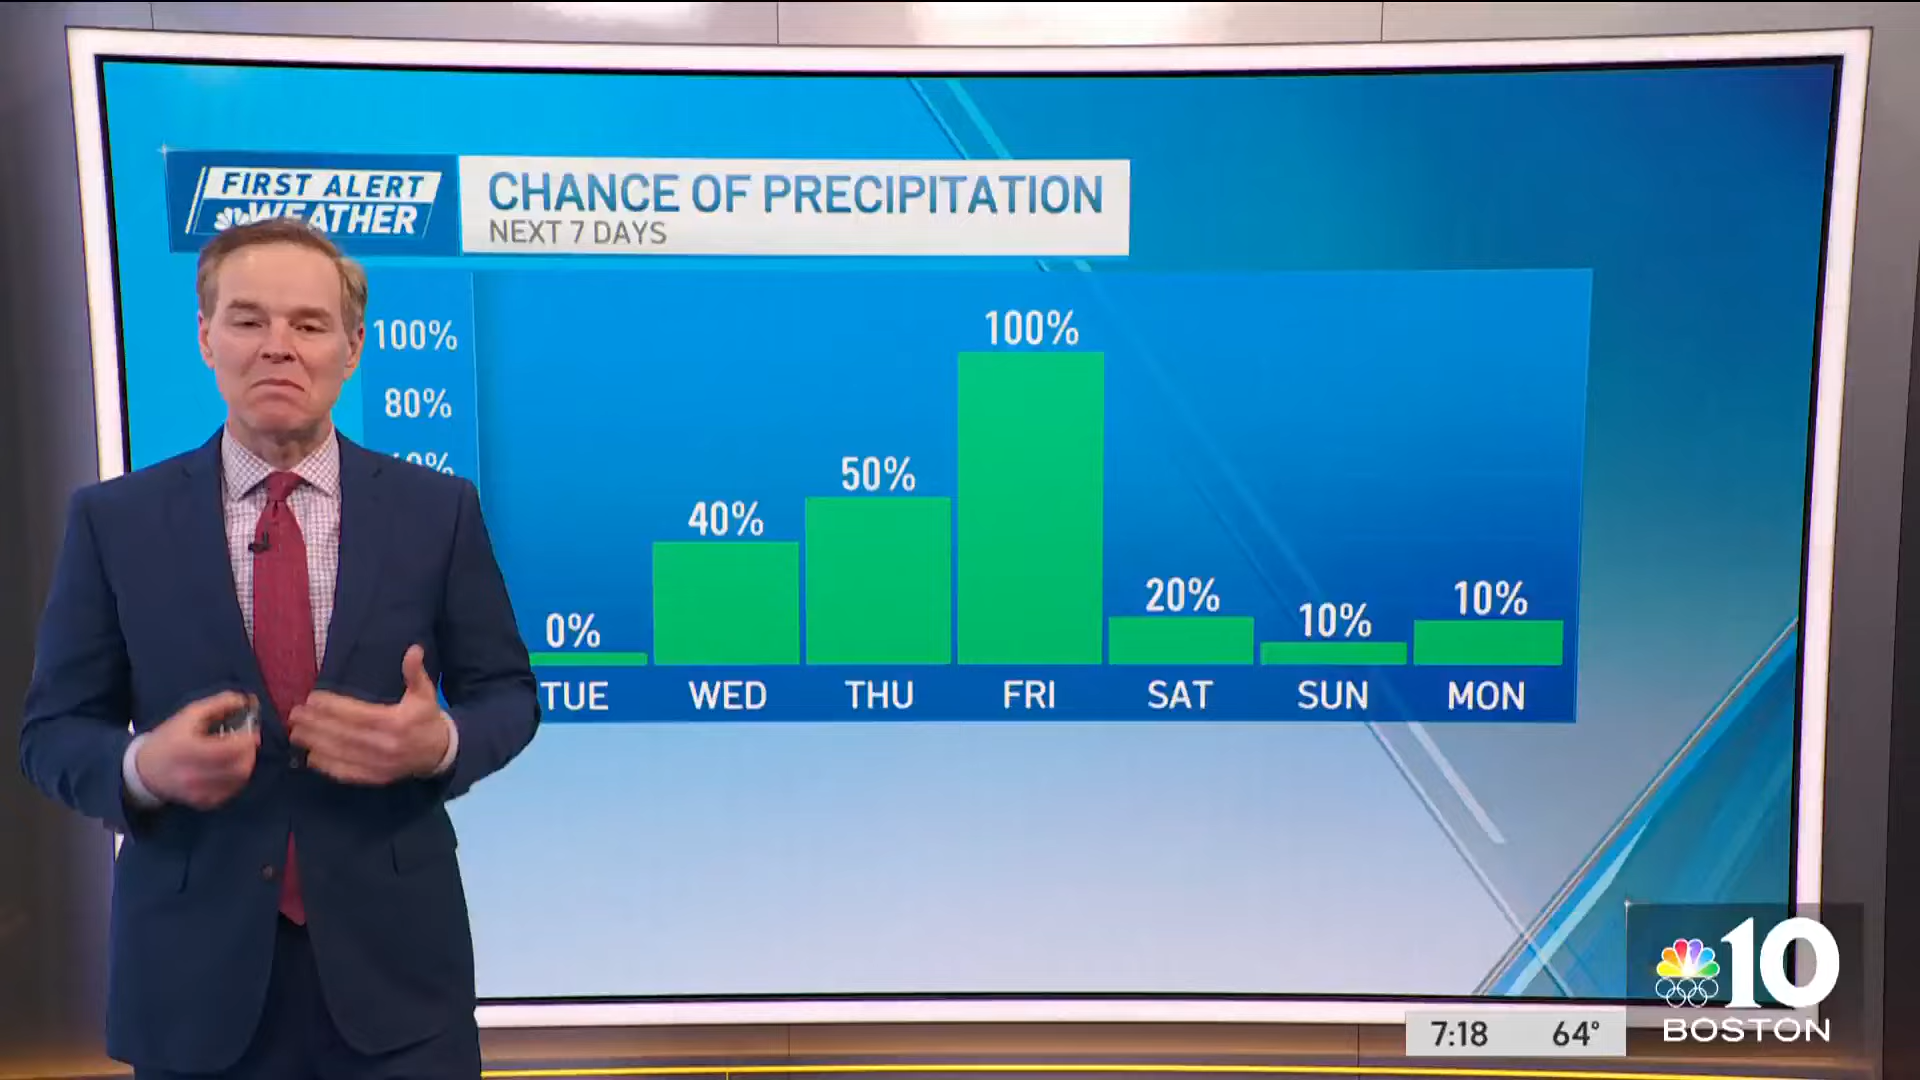 FIRST ALERT
WEATHER
CHANCE OF PRECIPITATION
NEXT 7 DAYS
100%
80%
0% 40% 50% 100% 20% 10% 10%
TUE WED THU FRI SAT SUN MON
10
BOSTON
7:18 64°